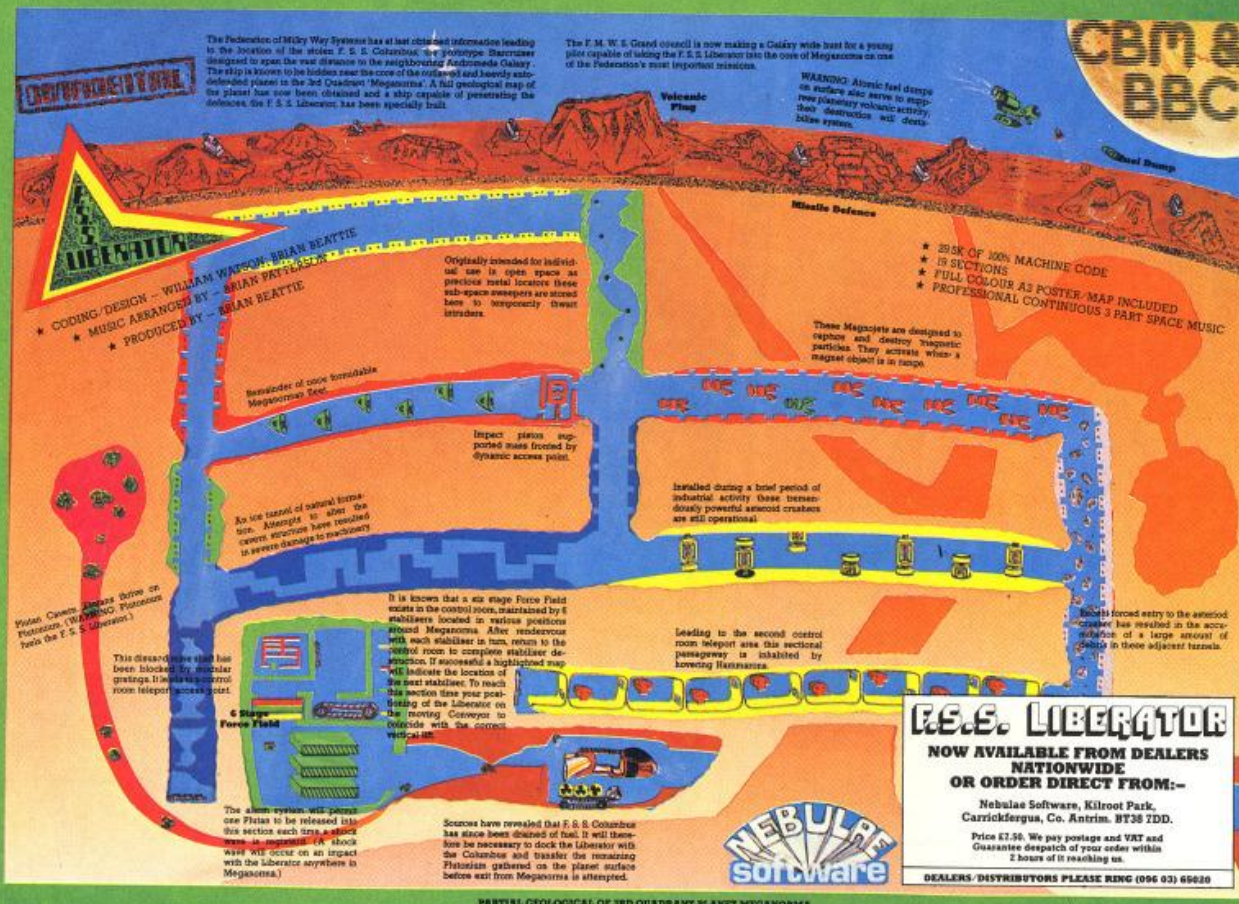 The Federation of Milky Way Systems has at last obtained information leading
to the location of the stolen F. S. S. Columbus, the prototype Starcruiser
designed to span the vast distance to the neighbouring Andromeda Galaxy.
The ship is known to be hidden near the core of the outlawed and heavily auto-
defended planet in the 3rd Quadrant 'Meganorma'. A full geological map of
the planet has now been obtained and a ship capable of penetrating the
defences, the F. S. S. Liberator, has been specially built.
The F. M. W. S. Grand council is now making a Galaxy wide hunt for a young
pilot capable of taking the F. S. S. Liberator into the core of Meganorma on one
of the Federation's most important missions.
CBM &
BBC
CONFIDENTIAL
WARNING: Atomic fuel dumps
on surface also serve to supp-
ress planetary volcanic activity,
their destruction will desta-
bilise system.
Volcanic
Plug
Fuel Dump
Missile Defence
F
S
S
LIBERATOR
★ CODING/DESIGN – WILLIAM WATSON: BRIAN BEATTIE
★ MUSIC ARRANGED BY – BRIAN PATTERSON
★ PRODUCED BY – BRIAN BEATTIE
Originally intended for individ-
ual use is open space as
precious metal locators these
sub-space sweepers are stored
here to temporarily thwart
intruders.
★ 29.5K OF 100% MACHINE CODE
★ 19 SECTIONS
★ FULL COLOUR A3 POSTER/MAP INCLUDED
★ PROFESSIONAL CONTINUOUS 3 PART SPACE MUSIC
These Magnojets are designed to
capture and destroy magnetic
particles. They activate when a
magnet object is in range.
Remainder of once formidable
Meganorman fleet.
Impact piston sup-
ported mass fronted by
dynamic access point.
Installed during a brief period of
industrial activity these tremen-
dously powerful asteroid crushers
are still operational.
An ice tunnel of natural forma-
tion. Attempts to alter the
cavern structure have resulted
in severe damage to machinery
Plutan Cavern. Plutans thrive on
Plutonium. (WARNING: Plutonium
fuels the F. S. S. Liberator.)
This disused mine shaft has
been blocked by modular
gratings. It leads to a control
room teleport access point.
6 Stage
Force Field
It is known that a six stage Force Field
exists in the control room, maintained by 6
stabilisers located in various positions
around Meganorma. After rendezvous
with each stabiliser in turn, return to the
control room to complete stabiliser de-
struction. If successful a highlighted map
will indicate the location of
the next stabiliser. To reach
this section time your posi-
tioning of the Liberator on
the moving Conveyor to
coincide with the correct
vertical lift.
Leading to the second control
room teleport area this sectional
passageway is inhabited by
hovering Hammarons.
Recent forced entry to the asteriod
crusher has resulted in the accu-
mulation of a large amount of
debris in these adjacent tunnels.
The alarm system will permit
one Plutan to be released into
this section each time a shock
wave is registered. (A shock
wave will occur on an impact
with the Liberator anywhere in
Meganorma.)
Sources have revealed that F. S. S. Columbus
has since been drained of fuel. It will there-
fore be necessary to dock the Liberator with
the Columbus and transfer the remaining
Plutonium gathered on the planet surface
before exit from Meganorma is attempted.
NEBULAE
software
F.S.S. LIBERATOR
NOW AVAILABLE FROM DEALERS
NATIONWIDE
OR ORDER DIRECT FROM:–
Nebulae Software, Kilroot Park,
Carrickfergus, Co. Antrim. BT38 7DD.
Price £7.50. We pay postage and VAT and
Guarantee despatch of your order within
2 hours of it reaching us.
DEALERS/DISTRIBUTORS PLEASE RING (096 03) 65020
PARTIAL GEOLOGICAL OF 3RD QUADRANT PLANET MEGANORMA